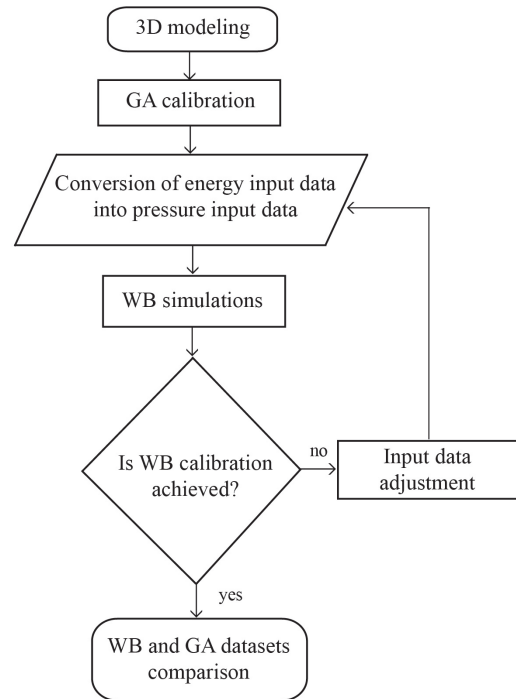 3D modeling
GA calibration
Conversion of energy input data
into pressure input data
WB simulations
Is WB calibration
achieved?
no
Input data
adjustment
yes
WB and GA datasets
comparison